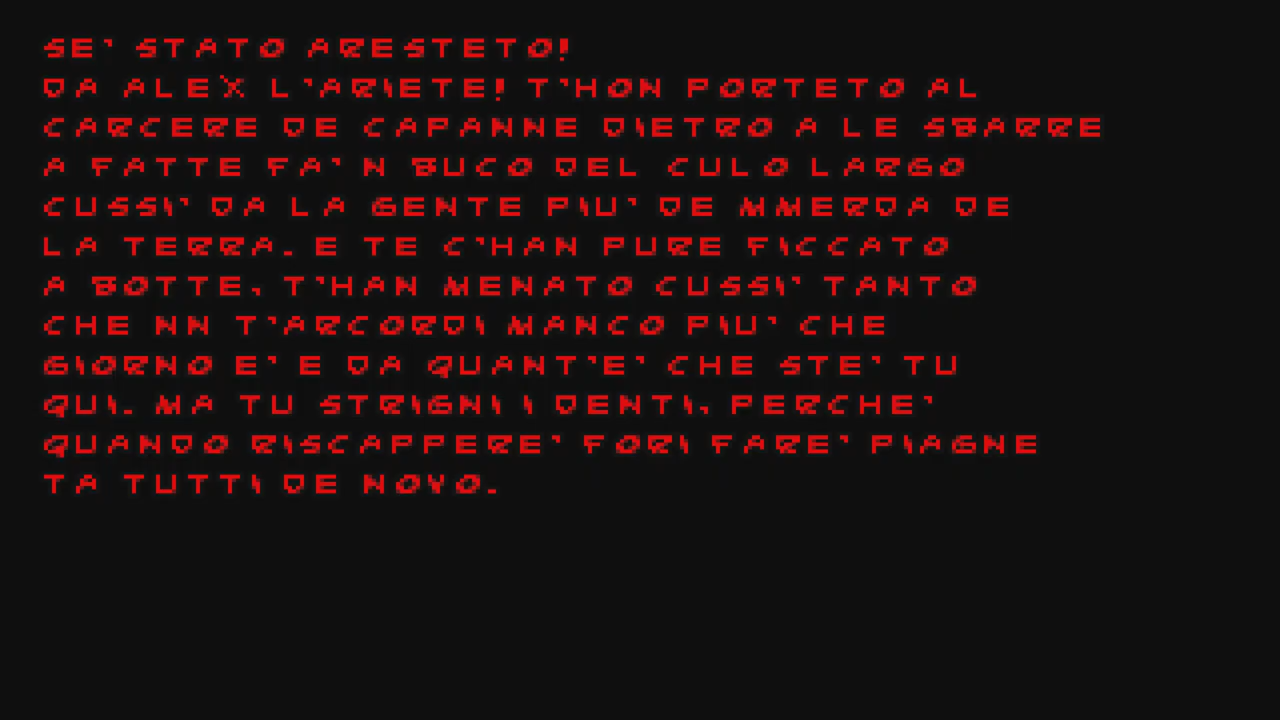 SE' STATO ARESTETO!
DA ALEX L'ARIETE! T'HON PORTETO AL
CARCERE DE CAPANNE DIETRO A LE SBARRE
A FATTE FA' N BUCO DEL CULO LARGO
CUSSI' DA LA GENTE PIU' DE MMERDA DE
LA TERRA. E TE C'HAN PURE FICCATO
A BOTTE, T'HAN MENATO CUSSI' TANTO
CHE NN T'ARCORDI MANCO PIU' CHE
GIORNO E' E DA QUANT'E' CHE STE' TU
QUI. MA TU STRIGNI I DENTI, PERCHE'
QUANDO RISCAPPERE' FORI FARE' PIAGNE
TA TUTTI DE NOVO.